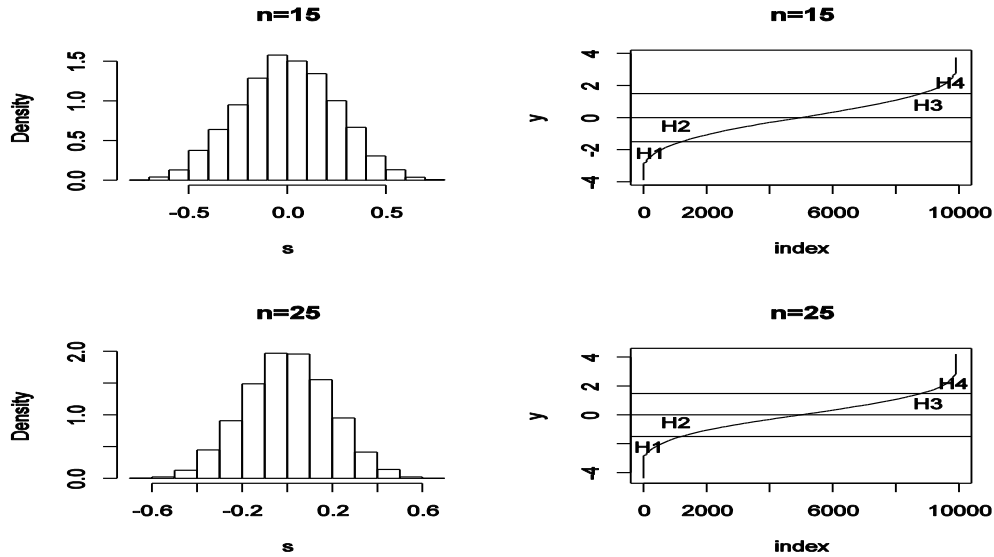 n=15
Density
0.0 0.5 1.0 1.5
-0.5 0.0 0.5
s
n=15
y
-4 -2 0 2 4
H1
H2
H3
H4
0 2000 6000 10000
index
n=25
Density
0.0 1.0 2.0
-0.6 -0.2 0.2 0.6
s
n=25
y
-4 0 2 4
H1
H2
H3
H4
0 2000 6000 10000
index